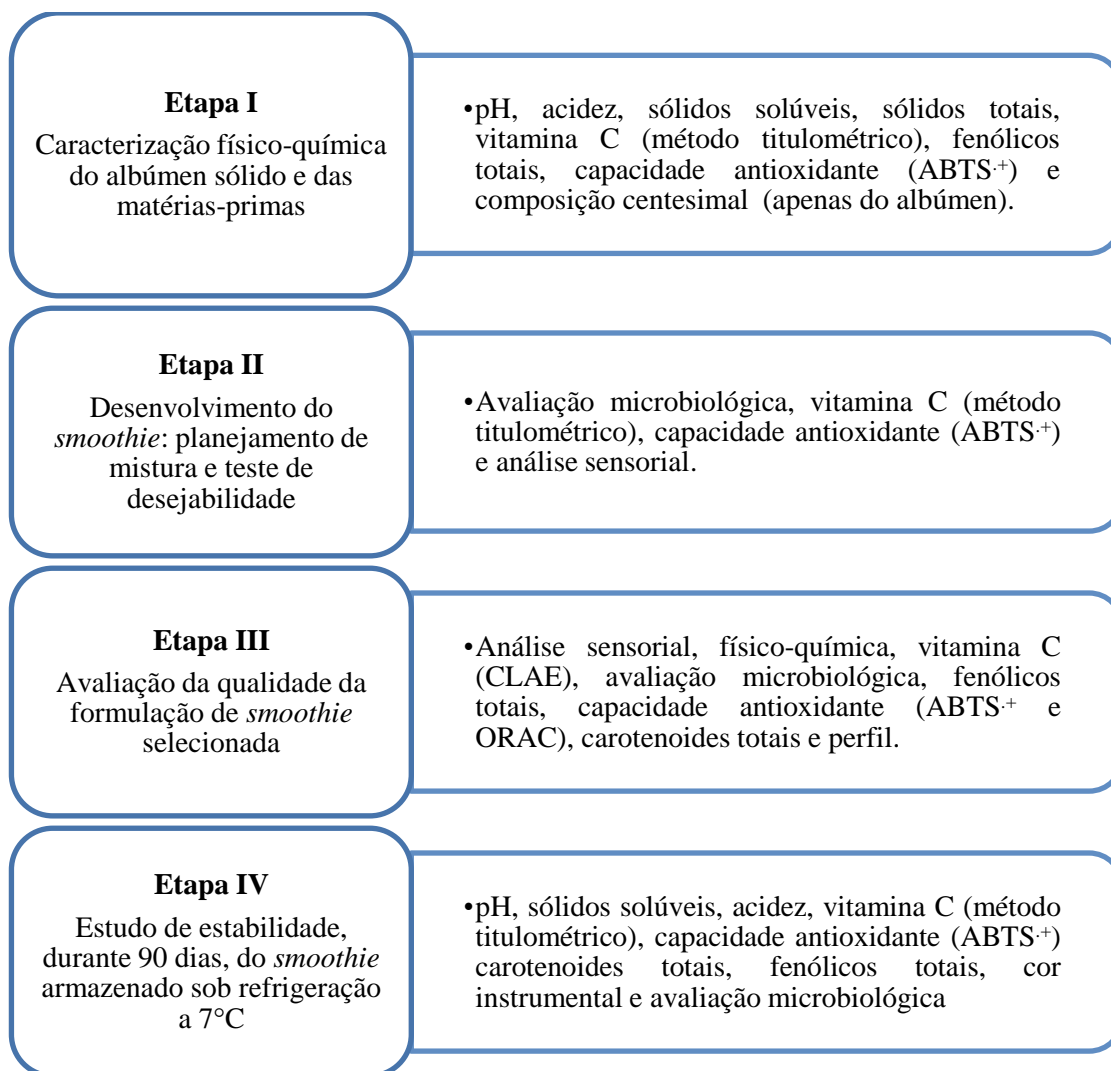 Etapa I
Caracterização físico-química
do albúmen sólido e das
matérias-primas
•pH, acidez, sólidos solúveis, sólidos totais,
vitamina C (método titulométrico), fenólicos
totais, capacidade antioxidante (ABTS·+) e
composição centesimal (apenas do albúmen).
Etapa II
Desenvolvimento do
smoothie: planejamento de
mistura e teste de
desejabilidade
•Avaliação microbiológica, vitamina C (método
titulométrico), capacidade antioxidante (ABTS·+)
e análise sensorial.
Etapa III
Avaliação da qualidade da
formulação de smoothie
selecionada
•Análise sensorial, físico-química, vitamina C
(CLAE), avaliação microbiológica, fenólicos
totais, capacidade antioxidante (ABTS·+ e
ORAC), carotenoides totais e perfil.
Etapa IV
Estudo de estabilidade,
durante 90 dias, do smoothie
armazenado sob refrigeração
a 7°C
•pH, sólidos solúveis, acidez, vitamina C (método
titulométrico), capacidade antioxidante (ABTS·+)
carotenoides totais, fenólicos totais, cor
instrumental e avaliação microbiológica